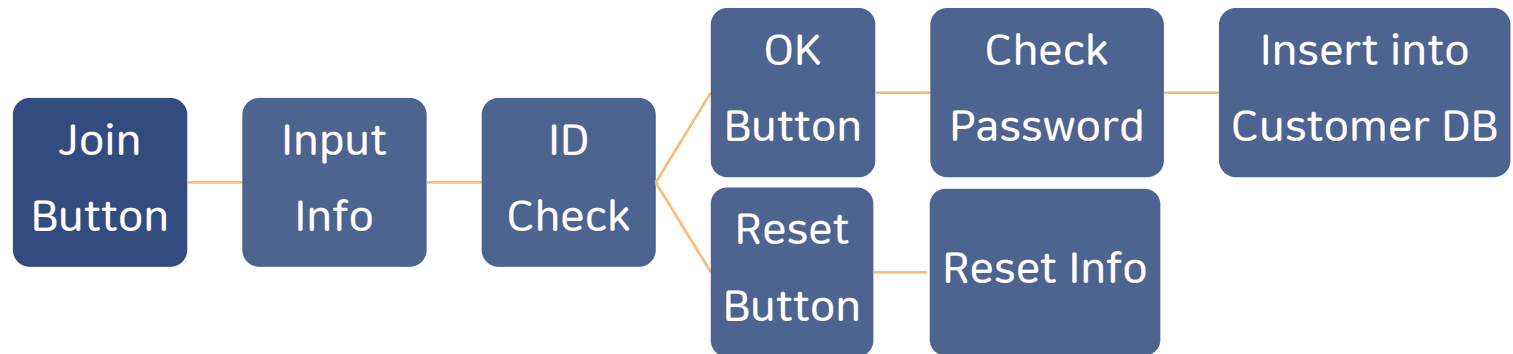 Join
Button
Input
Info
ID
Check
OK
Button
Check
Password
Insert into
Customer DB
Reset
Button
Reset Info